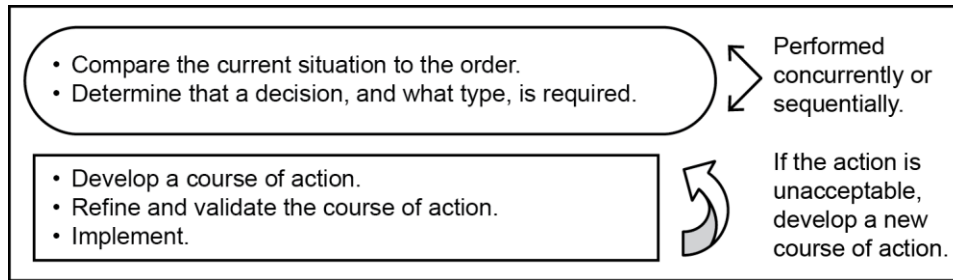 • Compare the current situation to the order.
• Determine that a decision, and what type, is required.
Performed
concurrently or
sequentially.
• Develop a course of action.
• Refine and validate the course of action.
• Implement.
If the action is
unacceptable,
develop a new
course of action.